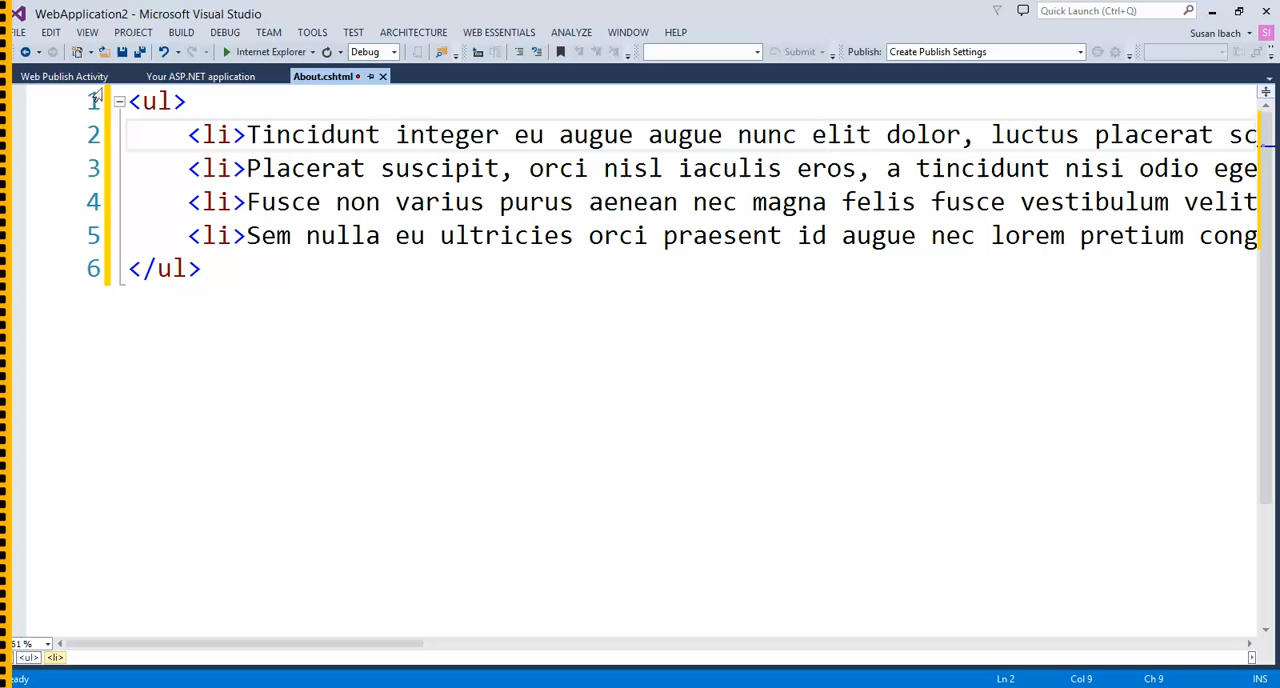 WebApplication2 - Microsoft Visual Studio
Quick Launch (Ctrl+Q)
ILE EDIT VIEW PROJECT BUILD DEBUG TEAM TOOLS TEST ARCHITECTURE WEB ESSENTIALS ANALYZE WINDOW HELP
Susan Ibach SI
Internet Explorer Debug Submit Publish: Create Publish Settings
Web Publish Activity Your ASP.NET application About.cshtml
1 <ul>
2 <li>Tincidunt integer eu augue augue nunc elit dolor, luctus placerat sc
3 <li>Placerat suscipit, orci nisl iaculis eros, a tincidunt nisi odio ege
4 <li>Fusce non varius purus aenean nec magna felis fusce vestibulum velit
5 <li>Sem nulla eu ultricies orci praesent id augue nec lorem pretium cong
6 </ul>
51 %
<ul> <li>
eady Ln 2 Col 9 Ch 9 INS